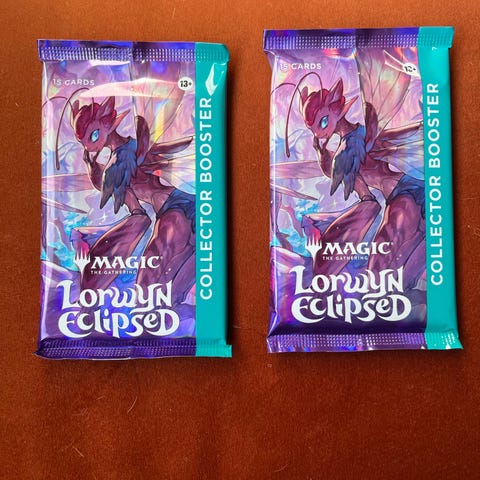 15 CARDS
13+
MAGIC
THE GATHERING
Lorwyn
Eclipsed
COLLECTOR BOOSTER
15 CARDS
13+
MAGIC
THE GATHERING
Lorwyn
Eclipsed
COLLECTOR BOOSTER